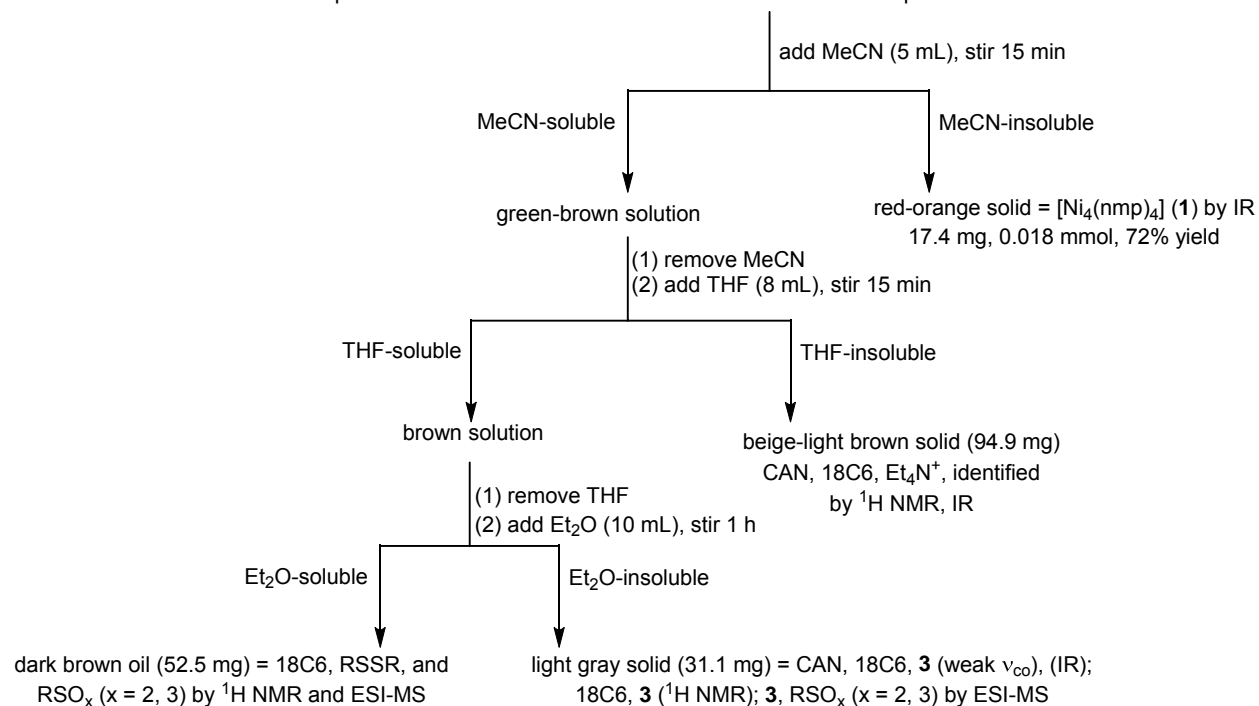 add MeCN (5 mL), stir 15 min
MeCN-soluble
MeCN-insoluble
green-brown solution
red-orange solid = [Ni₄(nmp)₄] (1) by IR
17.4 mg, 0.018 mmol, 72% yield
(1) remove MeCN
(2) add THF (8 mL), stir 15 min
THF-soluble
THF-insoluble
brown solution
beige-light brown solid (94.9 mg)
CAN, 18C6, Et₄N⁺, identified
by ¹H NMR, IR
(1) remove THF
(2) add Et₂O (10 mL), stir 1 h
Et₂O-soluble
Et₂O-insoluble
dark brown oil (52.5 mg) = 18C6, RSSR, and
RSOₓ (x = 2, 3) by ¹H NMR and ESI-MS
light gray solid (31.1 mg) = CAN, 18C6, 3 (weak ν_co), (IR);
18C6, 3 (¹H NMR); 3, RSOₓ (x = 2, 3) by ESI-MS